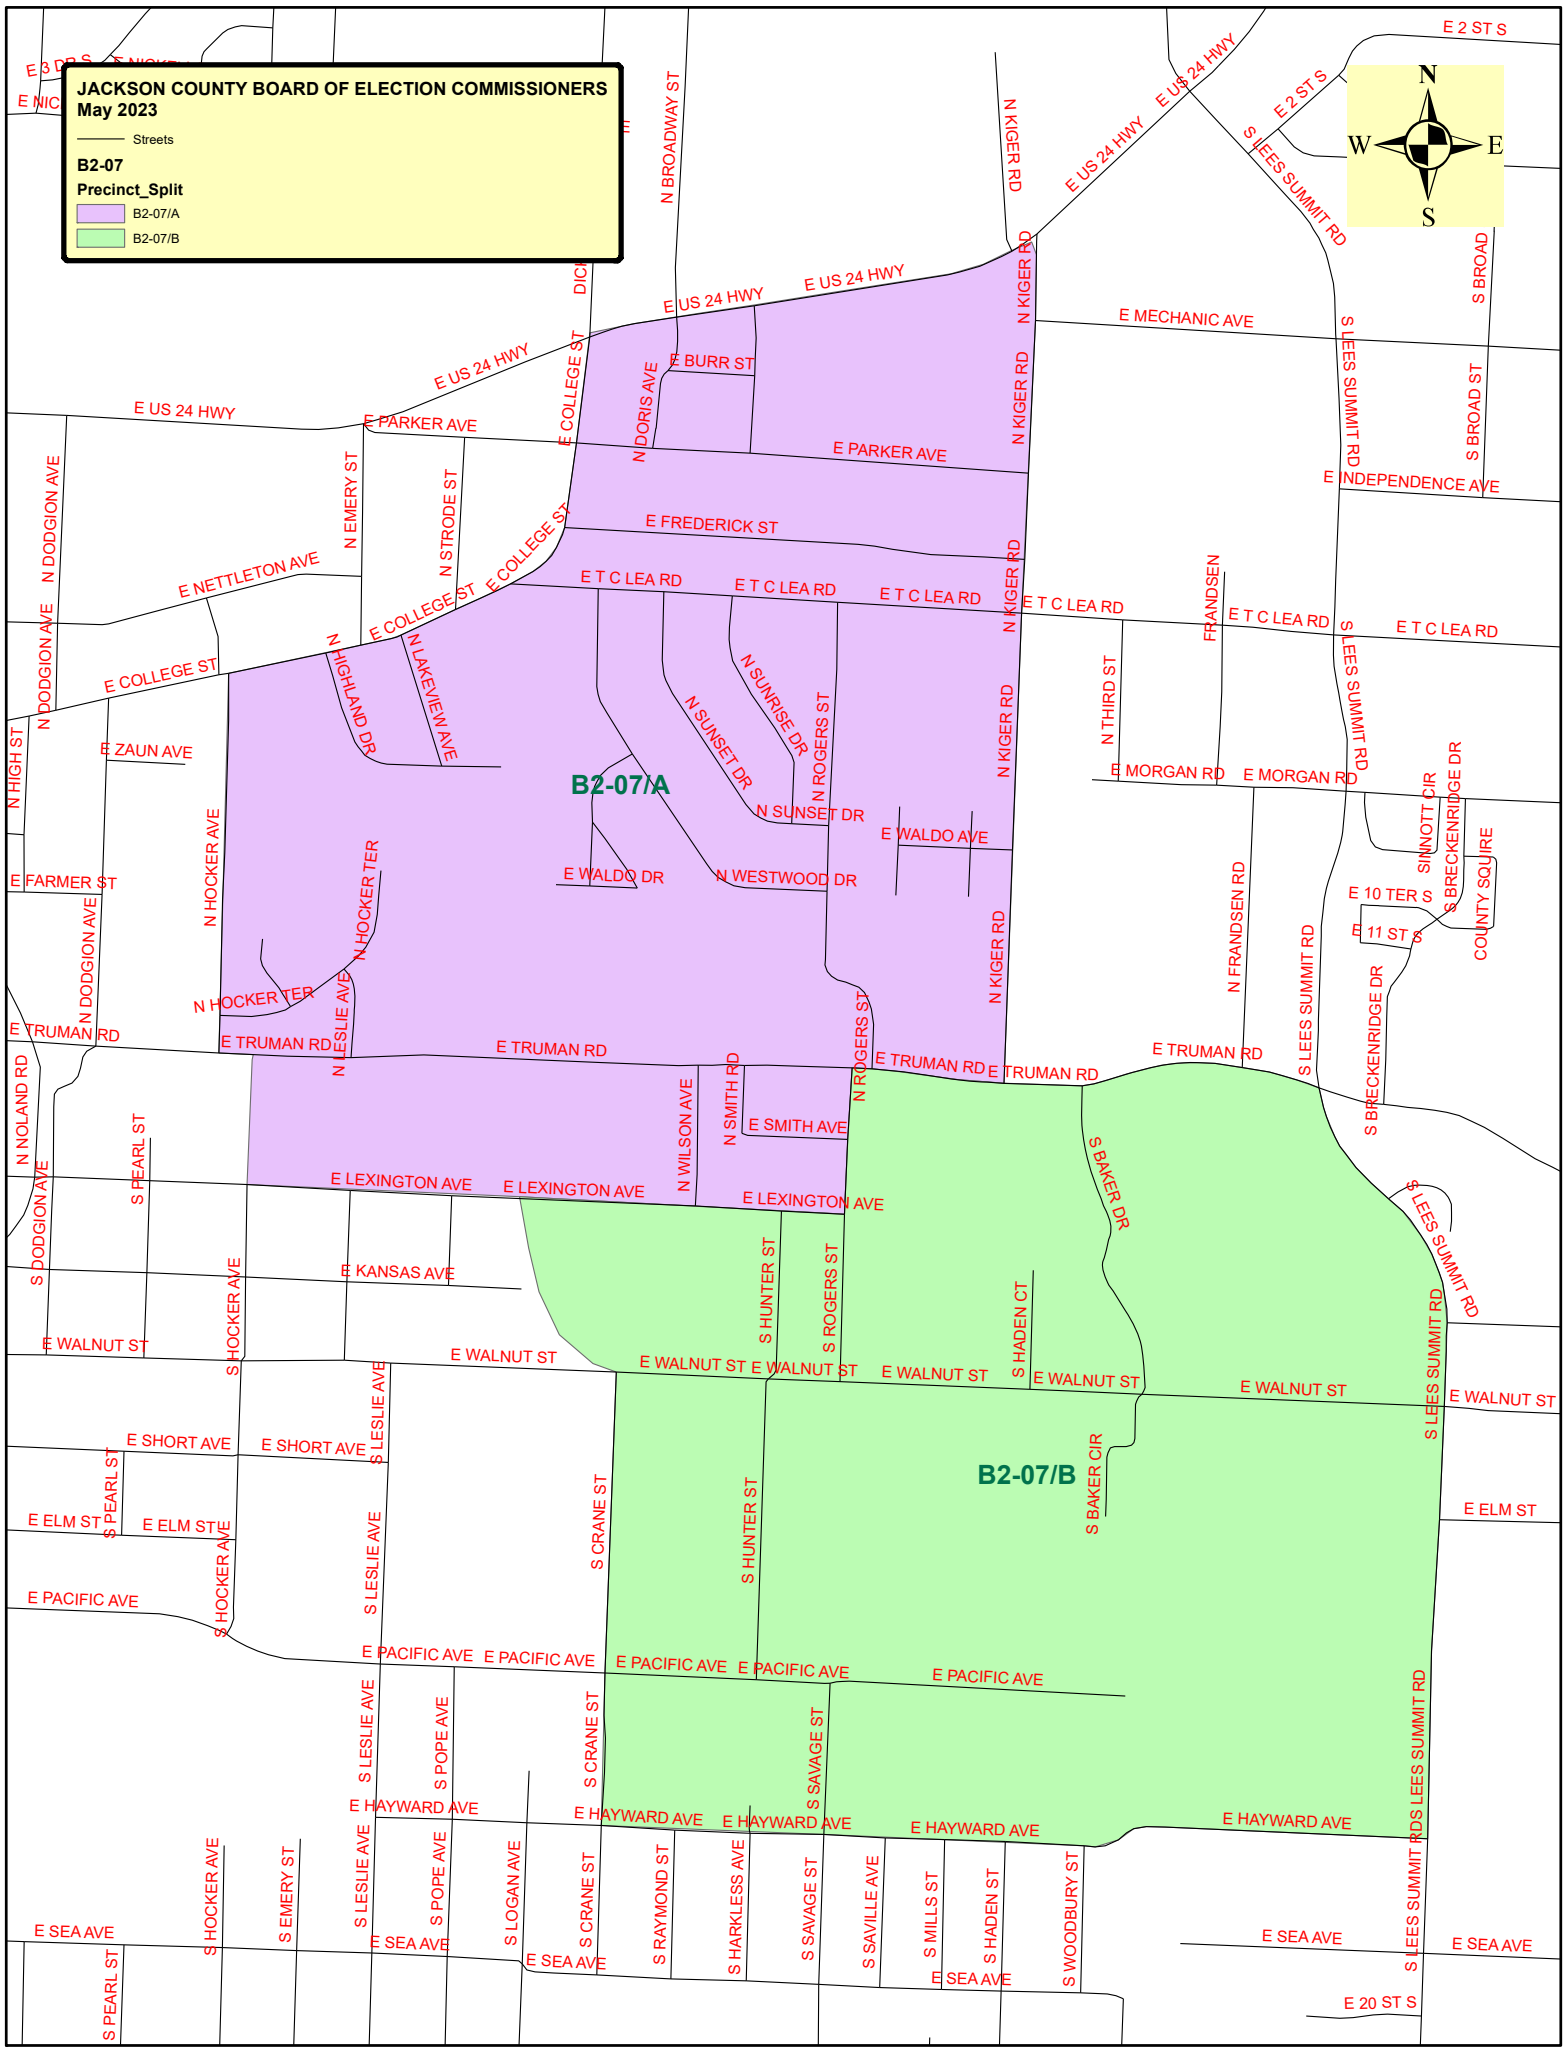 E 2 ST S
E 3 DR S
E NICKELL
E NIC
JACKSON COUNTY BOARD OF ELECTION COMMISSIONERS
May 2023
Streets
B2-07
Precinct_Split
B2-07/A
B2-07/B
N
W
E
S
E US 24 HWY
E 2 ST S
N BROADWAY ST
N KIGER RD
E US 24 HWY
S LEES SUMMIT RD
S BROAD
DICK
E US 24 HWY
E US 24 HWY
N KIGER RD
E MECHANIC AVE
S LEES SUMMIT RD
E US 24 HWY
E COLLEGE ST
E BURR ST
N DORIS AVE
N KIGER RD
S BROAD ST
E US 24 HWY
E PARKER AVE
E PARKER AVE
E INDEPENDENCE AVE
N DODGION AVE
N EMERY ST
N STRODE ST
E COLLEGE ST
E FREDERICK ST
N KIGER RD
E NETTLETON AVE
E COLLEGE ST
E T C LEA RD
E T C LEA RD
E T C LEA RD
E T C LEA RD
FRANDSEN
E T C LEA RD
E T C LEA RD
N DODGION AVE
E COLLEGE ST
N HIGHLAND DR
N LAKEVIEW AVE
N SUNSET DR
N SUNRISE DR
N ROGERS ST
N KIGER RD
N THIRD ST
S LEES SUMMIT RD
N HIGH ST
E ZAUN AVE
B2-07/A
N SUNSET DR
E MORGAN RD
E MORGAN RD
SINNOTT CIR
S BRECKENRIDGE DR
COUNTY SQUIRE
N HOCKER AVE
N HOCKER TER
E WALDO AVE
E WALDO DR
N WESTWOOD DR
E FARMER ST
E 10 TER S
E 11 ST S
N DODGION AVE
N KIGER RD
N FRANDSEN RD
S LEES SUMMIT RD
S BRECKENRIDGE DR
N HOCKER TER
N LESLIE AVE
N ROGERS ST
E TRUMAN RD
E TRUMAN RD
E TRUMAN RD
E TRUMAN RD
E TRUMAN RD
E TRUMAN RD
N NOLAND RD
S PEARL ST
N WILSON AVE
N SMITH RD
E SMITH AVE
S BAKER DR
E LEXINGTON AVE
E LEXINGTON AVE
E LEXINGTON AVE
S LEES SUMMIT RD
S DODGION AVE
S HOCKER AVE
E KANSAS AVE
S HUNTER ST
S ROGERS ST
S HADEN CT
S LEES SUMMIT RD
E WALNUT ST
E WALNUT ST
E WALNUT ST
E WALNUT ST
E WALNUT ST
E WALNUT ST
E WALNUT ST
E WALNUT ST
S LESLIE AVE
E SHORT AVE
E SHORT AVE
S PEARL ST
B2-07/B
S BAKER CIR
S CRANE ST
S HUNTER ST
E ELM ST
E ELM ST
E ELM ST
S HOCKER AVE
S LESLIE AVE
E PACIFIC AVE
E PACIFIC AVE
E PACIFIC AVE
E PACIFIC AVE
E PACIFIC AVE
E PACIFIC AVE
S LESLIE AVE
S POPE AVE
S CRANE ST
S SAVAGE ST
S LEES SUMMIT RD
E HAYWARD AVE
E HAYWARD AVE
E HAYWARD AVE
E HAYWARD AVE
E HAYWARD AVE
S HOCKER AVE
S EMERY ST
S LESLIE AVE
S POPE AVE
S LOGAN AVE
S CRANE ST
S RAYMOND ST
S HARKLESS AVE
S SAVAGE ST
S SAVILLE AVE
S MILLS ST
S HADEN ST
S WOODBURY ST
S LEES SUMMIT RD
E SEA AVE
E SEA AVE
E SEA AVE
E SEA AVE
E SEA AVE
E SEA AVE
S PEARL ST
E 20 ST S